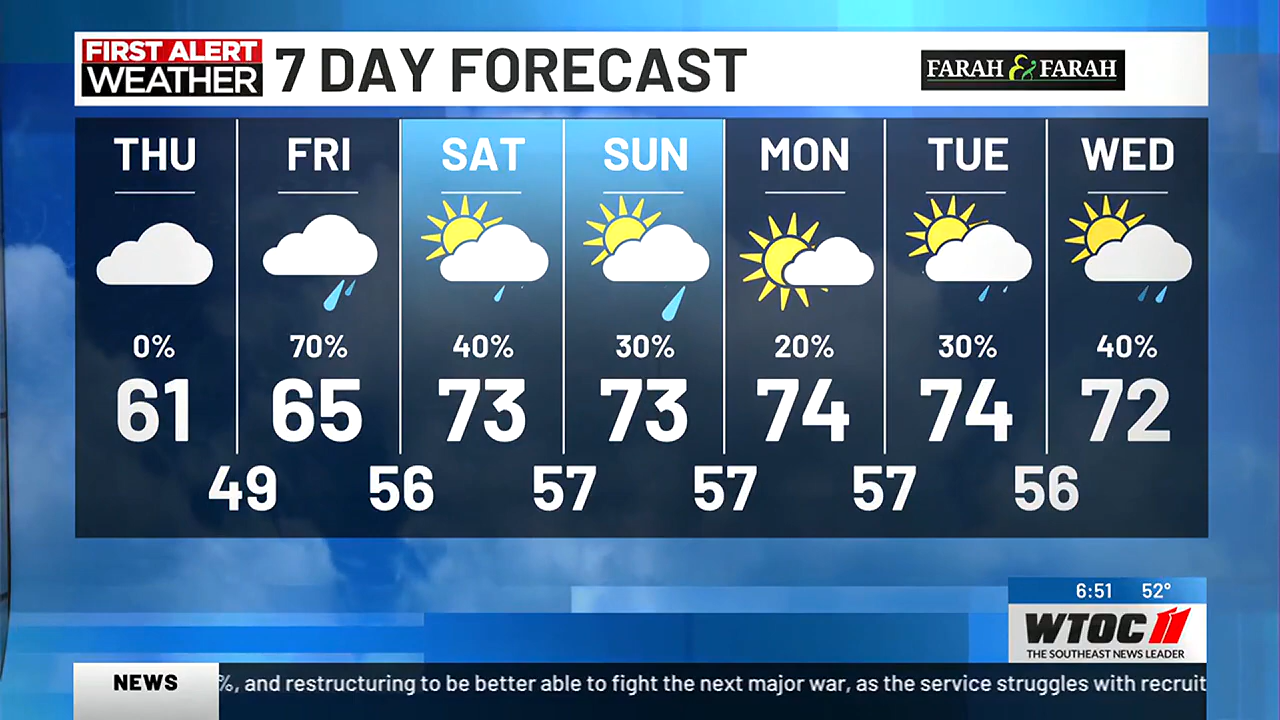 FIRST ALERT
WEATHER
7 DAY FORECAST
FARAH & FARAH
THU FRI SAT SUN MON TUE WED
0% 70% 40% 30% 20% 30% 40%
61 65 73 73 74 74 72
49 56 57 57 57 56
6:51 52°
WTOC 11
THE SOUTHEAST NEWS LEADER
NEWS %, and restructuring to be better able to fight the next major war, as the service struggles with recruit